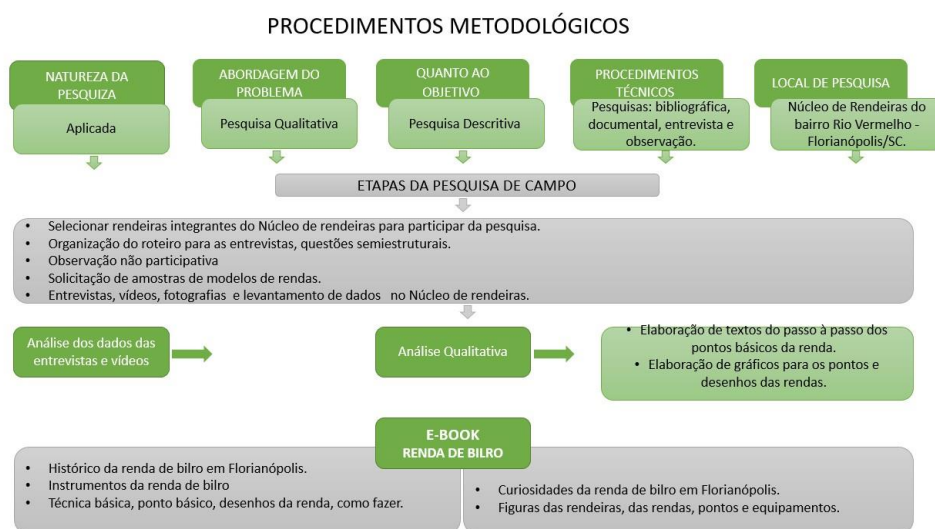 PROCEDIMENTOS METODOLÓGICOS
NATUREZA DA
PESQUIZA
Aplicada
ABORDAGEM DO
PROBLEMA
Pesquisa Qualitativa
QUANTO AO
OBJETIVO
Pesquisa Descritiva
PROCEDIMENTOS
TÉCNICOS
Pesquisas: bibliográfica,
documental, entrevista e
observação.
LOCAL DE PESQUISA
Núcleo de Rendeiras do
bairro Rio Vermelho -
Florianópolis/SC.
ETAPAS DA PESQUISA DE CAMPO
• Selecionar rendeiras integrantes do Núcleo de rendeiras para participar da pesquisa.
• Organização do roteiro para as entrevistas, questões semiestruturais.
• Observação não participativa
• Solicitação de amostras de modelos de rendas.
• Entrevistas, vídeos, fotografias e levantamento de dados no Núcleo de rendeiras.
Análise dos dados das
entrevistas e vídeos
Análise Qualitativa
• Elaboração de textos do passo à passo dos
pontos básicos da renda.
• Elaboração de gráficos para os pontos e
desenhos das rendas.
E-BOOK
RENDA DE BILRO
• Histórico da renda de bilro em Florianópolis.
• Instrumentos da renda de bilro
• Técnica básica, ponto básico, desenhos da renda, como fazer.
• Curiosidades da renda de bilro em Florianópolis.
• Figuras das rendeiras, das rendas, pontos e equipamentos.